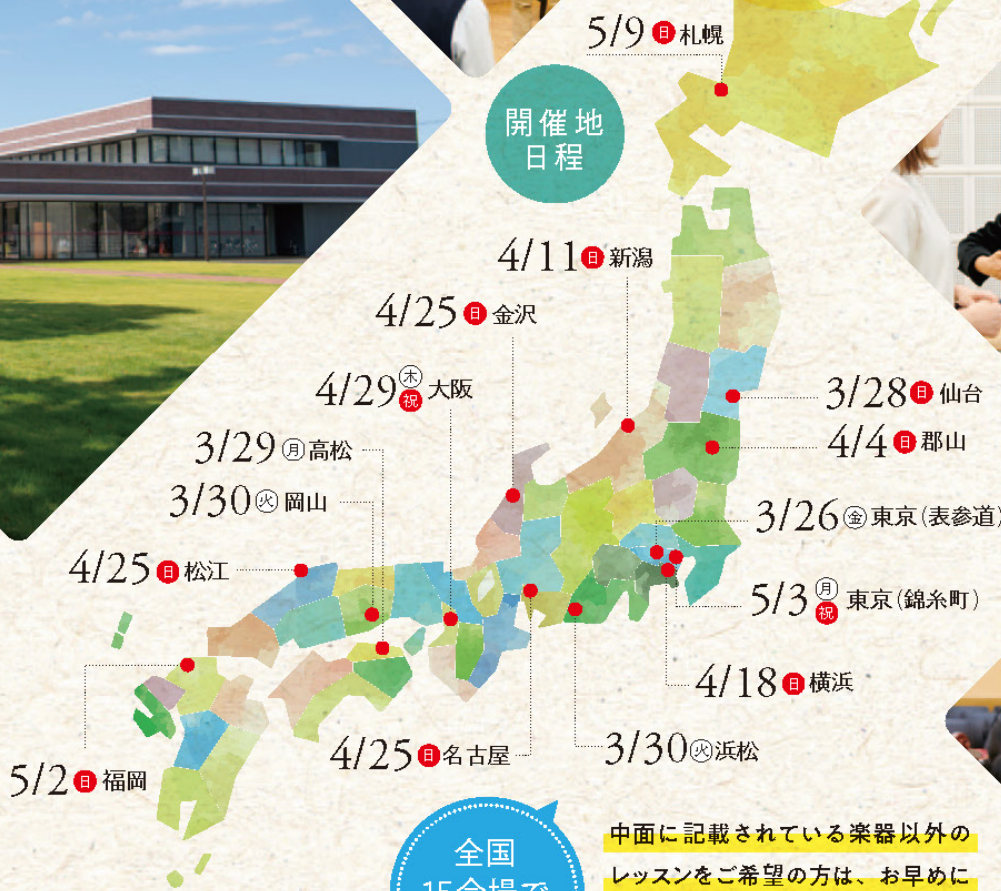 5/9 日 札幌
開催地
日程
4/11 日 新潟
4/25 日 金沢
4/29 木 祝 大阪
3/28 日 仙台
3/29 月 高松
4/4 日 郡山
3/30 火 岡山
3/26 金 東京(表参道)
4/25 日 松江
5/3 月 祝 東京(錦糸町)
4/18 日 横浜
4/25 日 名古屋
3/30 火 浜松
5/2 日 福岡
全国
15会場で
中面に記載されている楽器以外の
レッスンをご希望の方は、お早めに